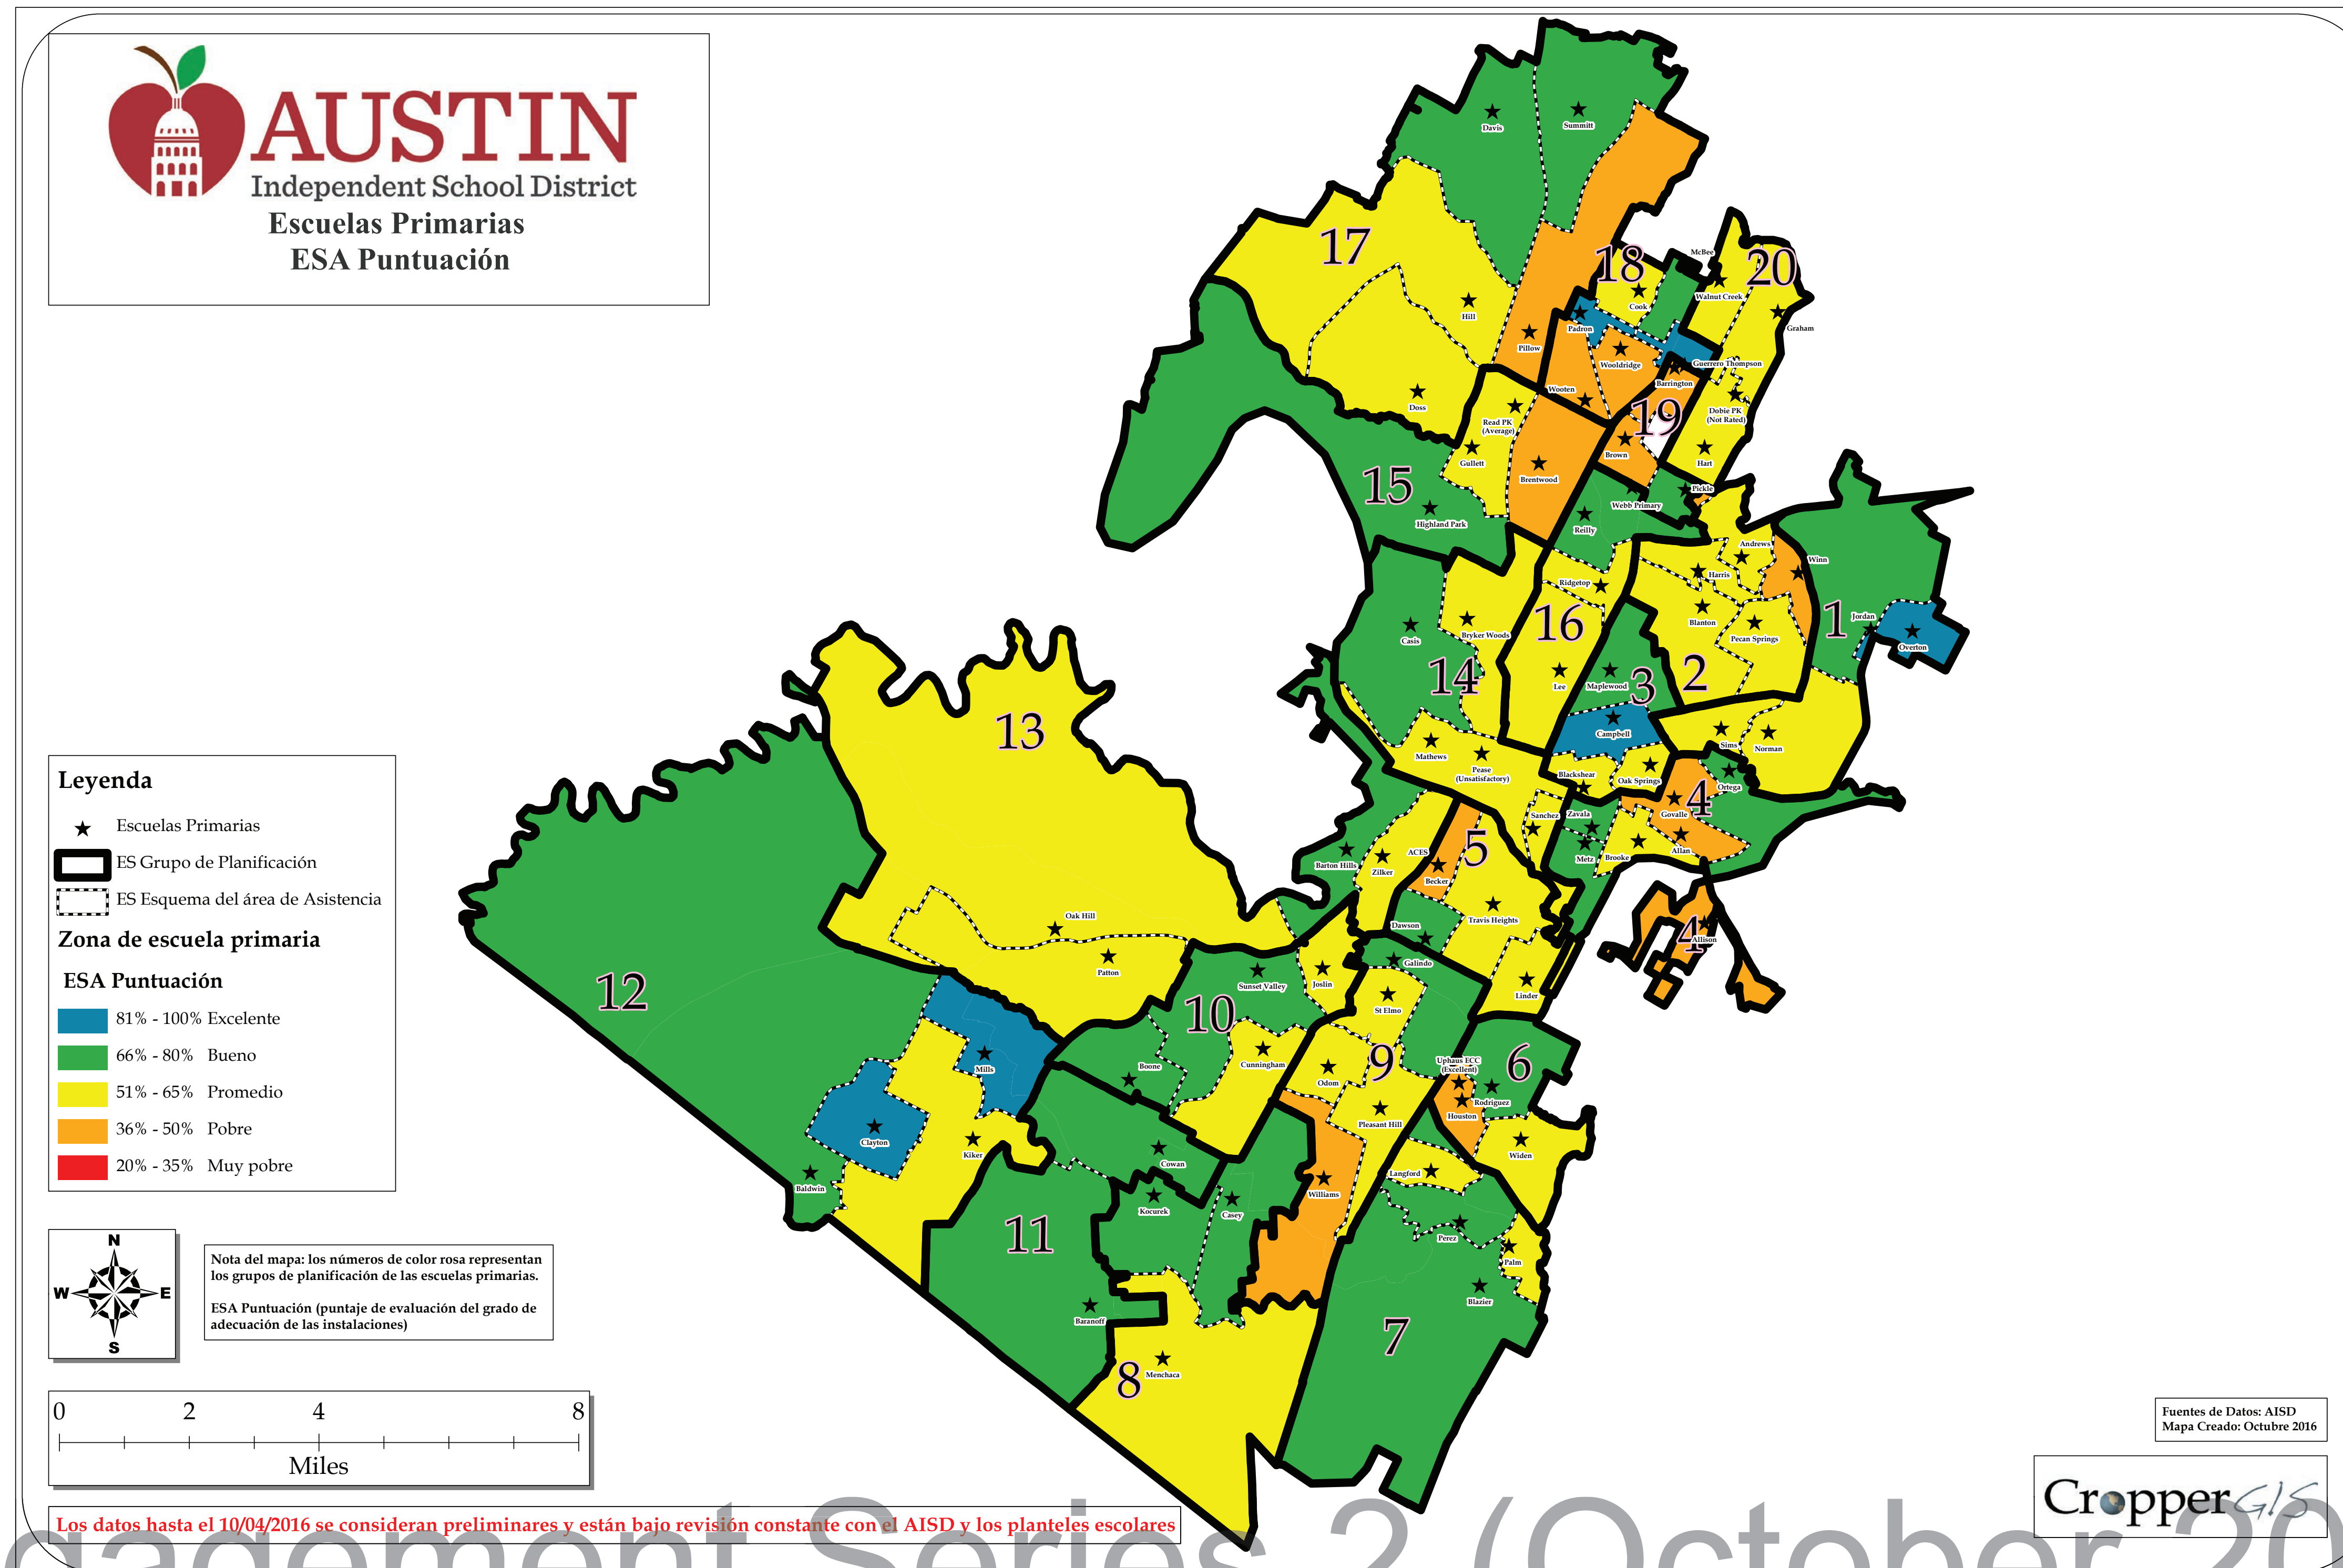 AUSTIN
Independent School District
Escuelas Primarias
ESA Puntuación
Leyenda
Escuelas Primarias
ES Grupo de Planificación
ES Esquema del área de Asistencia
Zona de escuela primaria
ESA Puntuación
81% - 100% Excelente
66% - 80% Bueno
51% - 65% Promedio
36% - 50% Pobre
20% - 35% Muy pobre
N
W E
S
Nota del mapa: los números de color rosa representan
los grupos de planificación de las escuelas primarias.
ESA Puntuación (puntaje de evaluación del grado de
adecuación de las instalaciones)
0 2 4 8
Miles
Los datos hasta el 10/04/2016 se consideran preliminares y están bajo revisión constante con el AISD y los planteles escolares
Davis
Summitt
17
18
McBee
20
Walnut Creek
Hill
Cook
Graham
Padron
Pillow
Wooldridge
Guerrero Thompson
Barrington
Wooten
Doss
19
Dobie PK
(Not Rated)
Read PK
(Average)
Brown
Gullett
Hart
Brentwood
15
Pickle
Webb Primary
Highland Park
Reilly
Andrews
Winn
Harris
Ridgetop
1
Jordan
16
Blanton
Casis
Bryker Woods
Pecan Springs
Overton
14
Lee
Maplewood
3
2
13
Campbell
Sims
Norman
Mathews
Pease
(Unsatisfactory)
Blackshear
Oak Springs
Ortega
4
Sanchez
Zavala
Govalle
5
ACES
Allan
Metz
Brooke
Barton Hills
Zilker
Becker
Oak Hill
Travis Heights
Dawson
4
Allison
Patton
Galindo
12
Sunset Valley
Joslin
Linder
10
St Elmo
Uphaus ECC
(Excellent)
6
Boone
Cunningham
9
Mills
Odom
Rodriguez
Houston
Pleasant Hill
Clayton
Kiker
Widen
Cowan
Langford
Baldwin
Williams
Kocurek
Casey
11
Perez
Palm
Blazier
Baranoff
7
8
Menchaca
Fuentes de Datos: AISD
Mapa Creado: Octubre 2016
Cropper GIS
gagement Series 2 (October 20